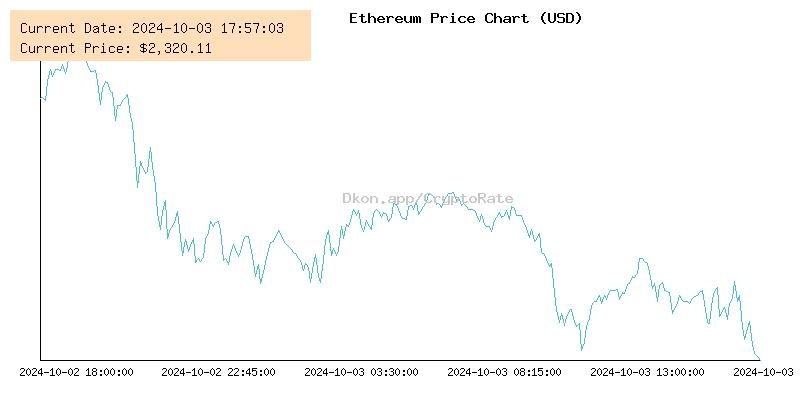 Ethereum Price Chart (USD)
Current Date: 2024-10-03 17:57:03
Current Price: $2,320.11
Dkon.app/CryptoRate
2024-10-02 18:00:00
2024-10-02 22:45:00
2024-10-03 03:30:00
2024-10-03 08:15:00
2024-10-03 13:00:00
2024-10-03